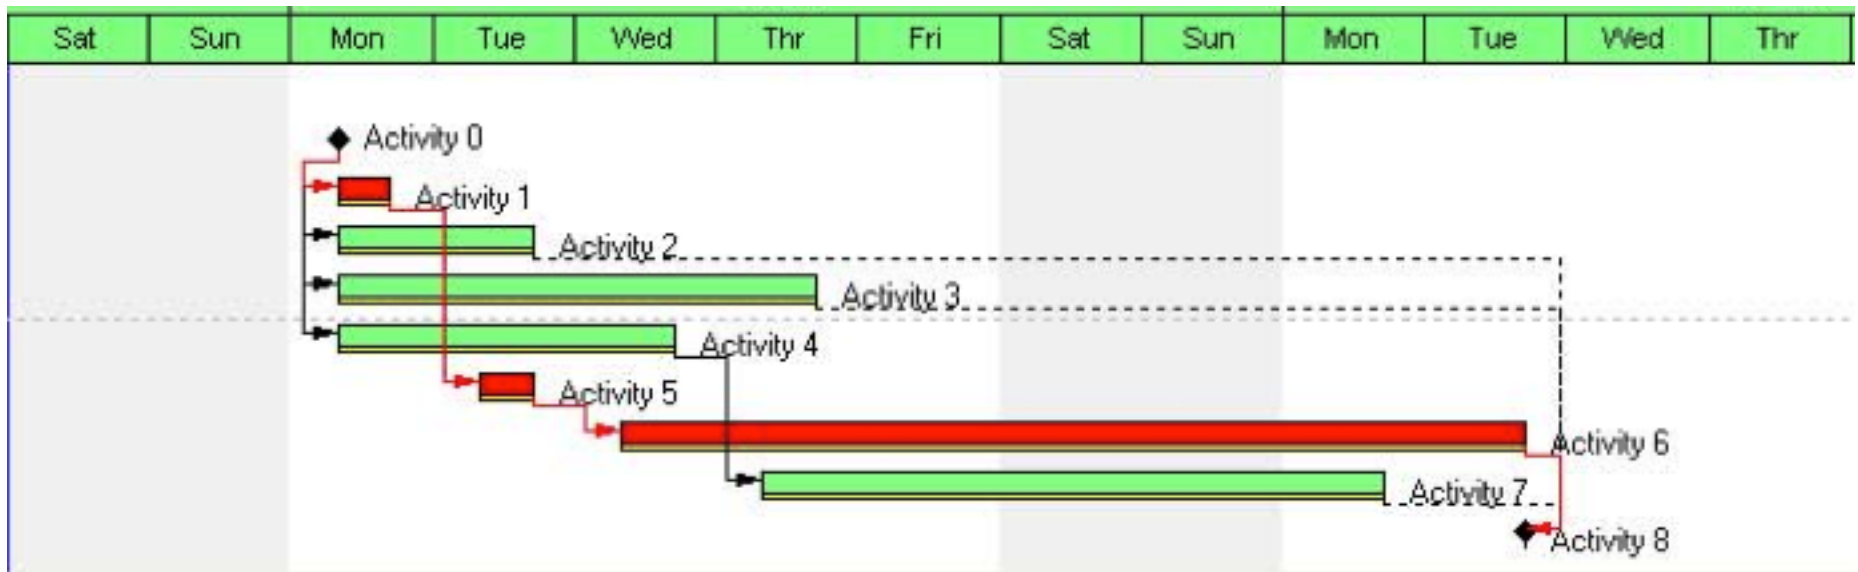 Sat Sun Mon Tue Wed Thr Fri Sat Sun Mon Tue Wed Thr
Activity 0
Activity 1
Activity 2
Activity 3
Activity 4
Activity 5
Activity 6
Activity 7
Activity 8